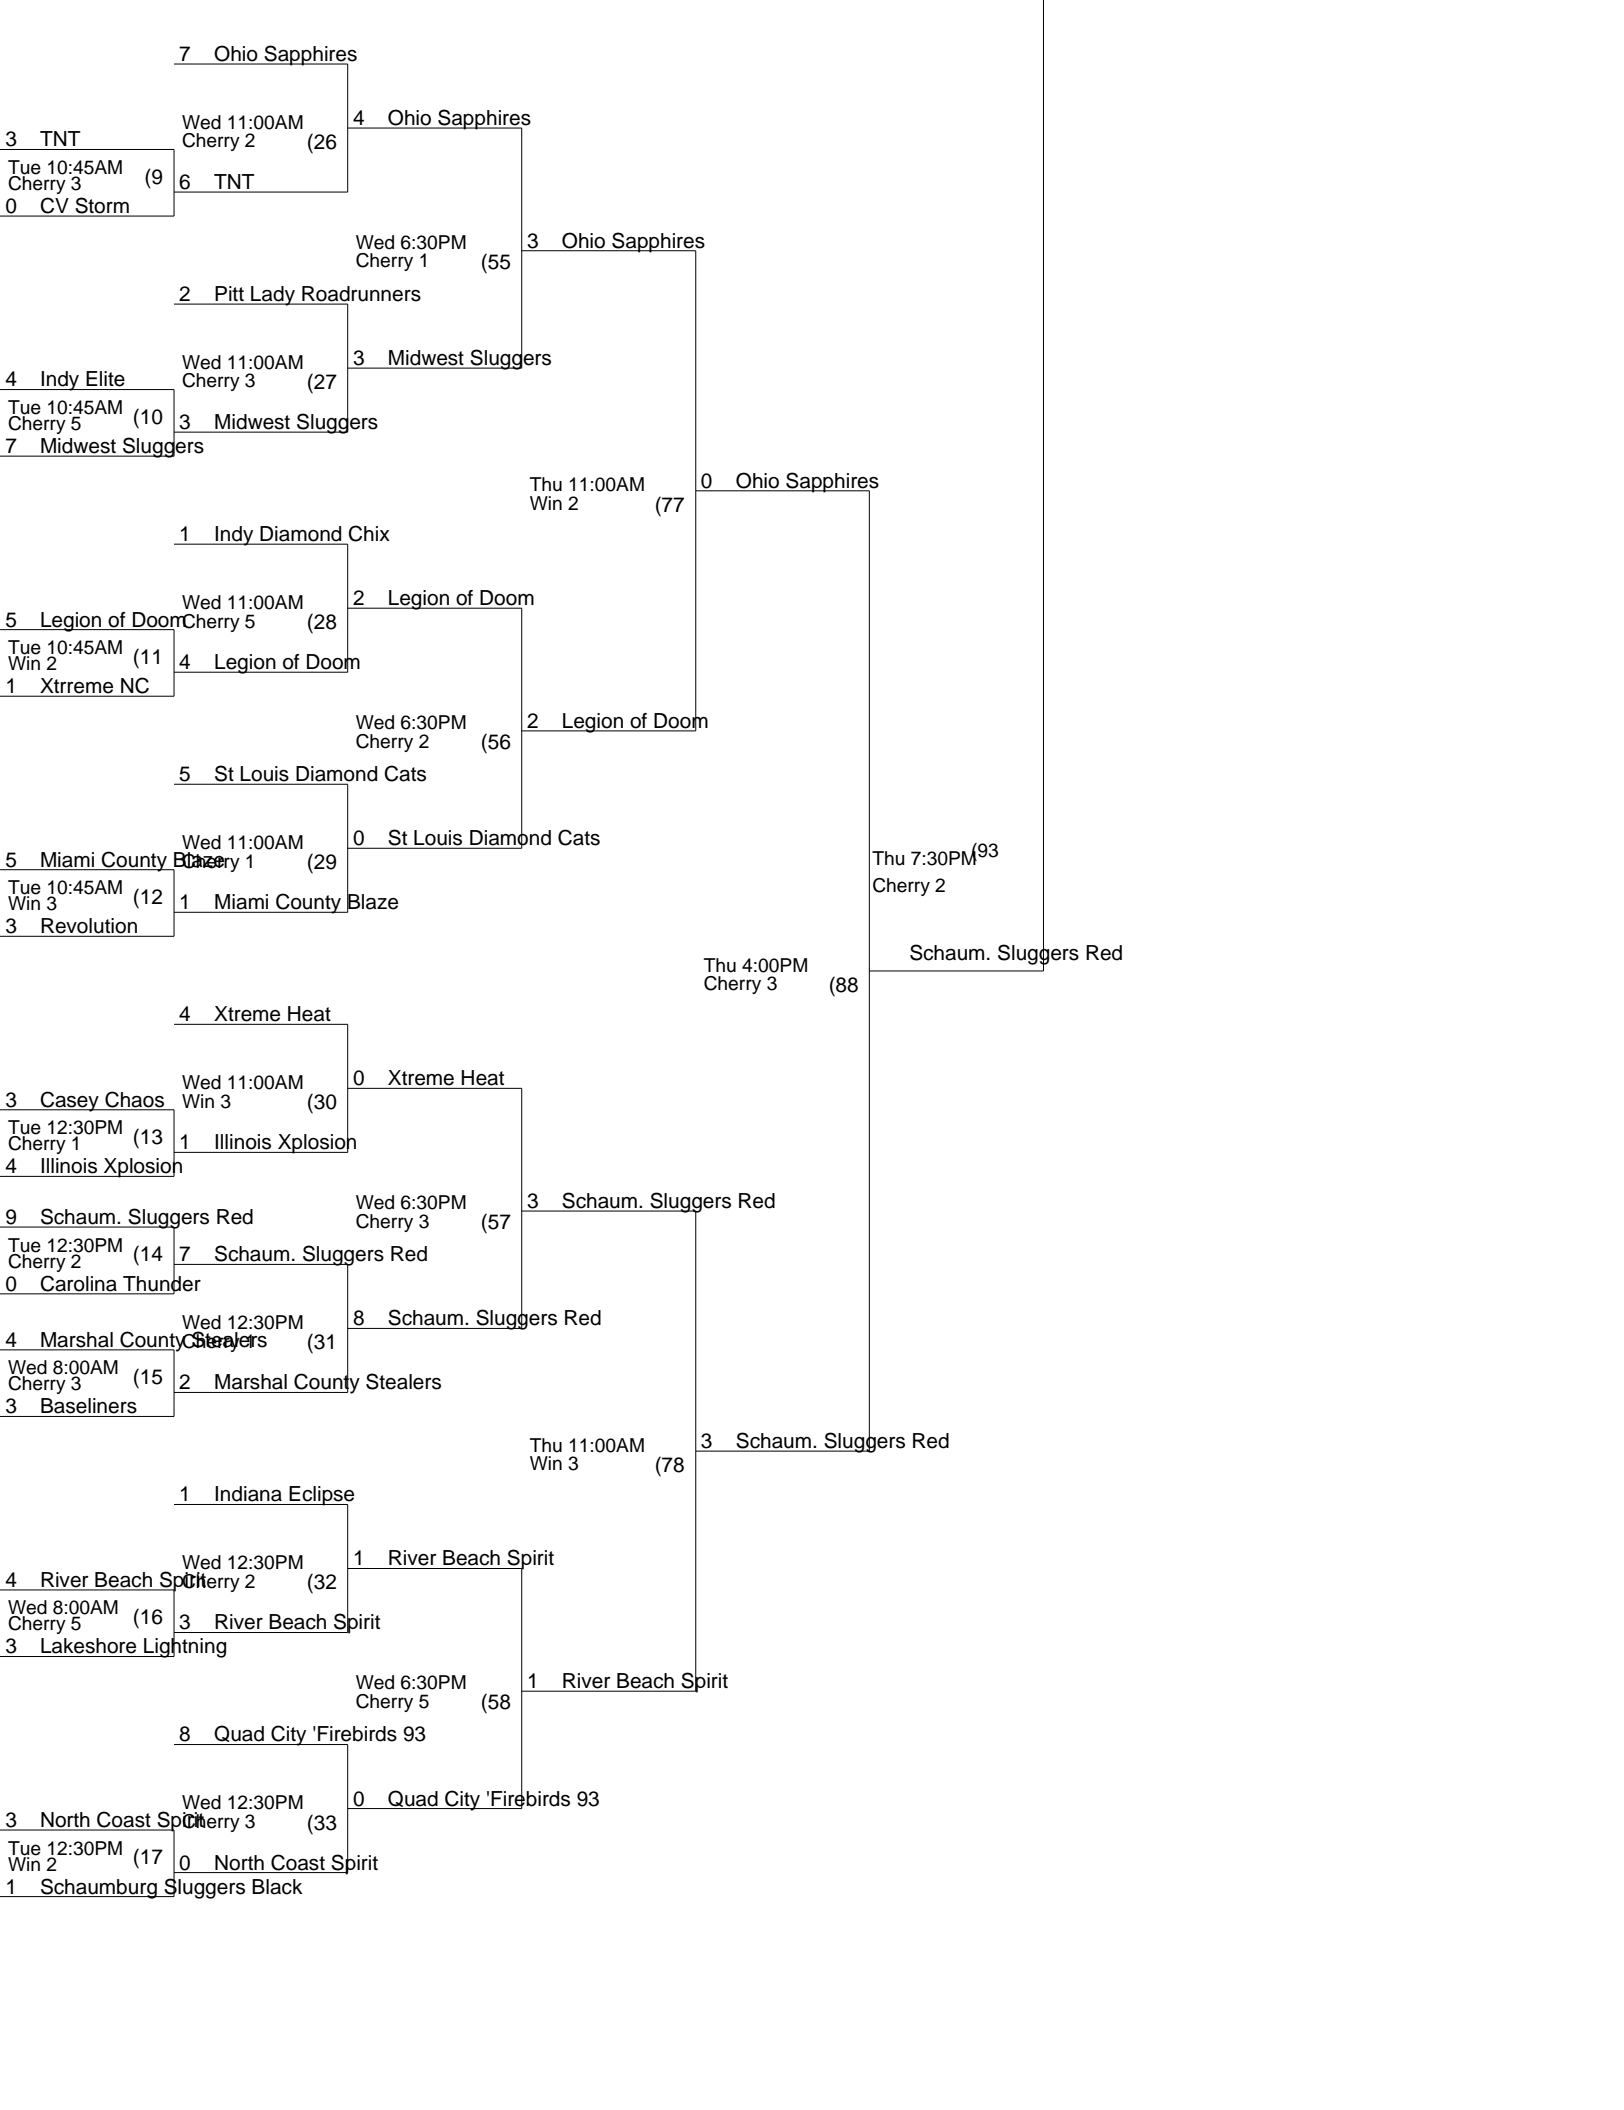 7 Ohio Sapphires
4 Ohio Sapphires
Wed 11:00AM
Cherry 2 (26
3 TNT
Tue 10:45AM
Cherry 3 (9
6 TNT
0 CV Storm
3 Ohio Sapphires
Wed 6:30PM
Cherry 1 (55
2 Pitt Lady Roadrunners
3 Midwest Sluggers
Wed 11:00AM
Cherry 3 (27
4 Indy Elite
Tue 10:45AM
Cherry 5 (10
3 Midwest Sluggers
7 Midwest Sluggers
0 Ohio Sapphires
Thu 11:00AM
Win 2 (77
1 Indy Diamond Chix
2 Legion of Doom
Wed 11:00AM
Cherry 5 (28
5 Legion of Doom
Tue 10:45AM
Win 2 (11
4 Legion of Doom
1 Xtrreme NC
2 Legion of Doom
Wed 6:30PM
Cherry 2 (56
5 St Louis Diamond Cats
0 St Louis Diamond Cats
Wed 11:00AM
Cherry 1 (29
5 Miami County Blaze
Tue 10:45AM
Win 3 (12
1 Miami County Blaze
3 Revolution
Thu 7:30PM (93
Cherry 2
Schaum. Sluggers Red
Thu 4:00PM
Cherry 3 (88
4 Xtreme Heat
0 Xtreme Heat
Wed 11:00AM
Win 3 (30
3 Casey Chaos
Tue 12:30PM
Cherry 1 (13
1 Illinois Xplosion
4 Illinois Xplosion
3 Schaum. Sluggers Red
Wed 6:30PM
Cherry 3 (57
9 Schaum. Sluggers Red
Tue 12:30PM
Cherry 2 (14
7 Schaum. Sluggers Red
0 Carolina Thunder
8 Schaum. Sluggers Red
Wed 12:30PM
Cherry 1 (31
4 Marshal County Stealers
Wed 8:00AM
Cherry 3 (15
2 Marshal County Stealers
3 Baseliners
3 Schaum. Sluggers Red
Thu 11:00AM
Win 3 (78
1 Indiana Eclipse
1 River Beach Spirit
Wed 12:30PM
Cherry 2 (32
4 River Beach Spirit
Wed 8:00AM
Cherry 5 (16
3 River Beach Spirit
3 Lakeshore Lightning
1 River Beach Spirit
Wed 6:30PM
Cherry 5 (58
8 Quad City 'Firebirds 93
0 Quad City 'Firebirds 93
Wed 12:30PM
Cherry 3 (33
3 North Coast Spirit
Tue 12:30PM
Win 2 (17
0 North Coast Spirit
1 Schaumburg Sluggers Black